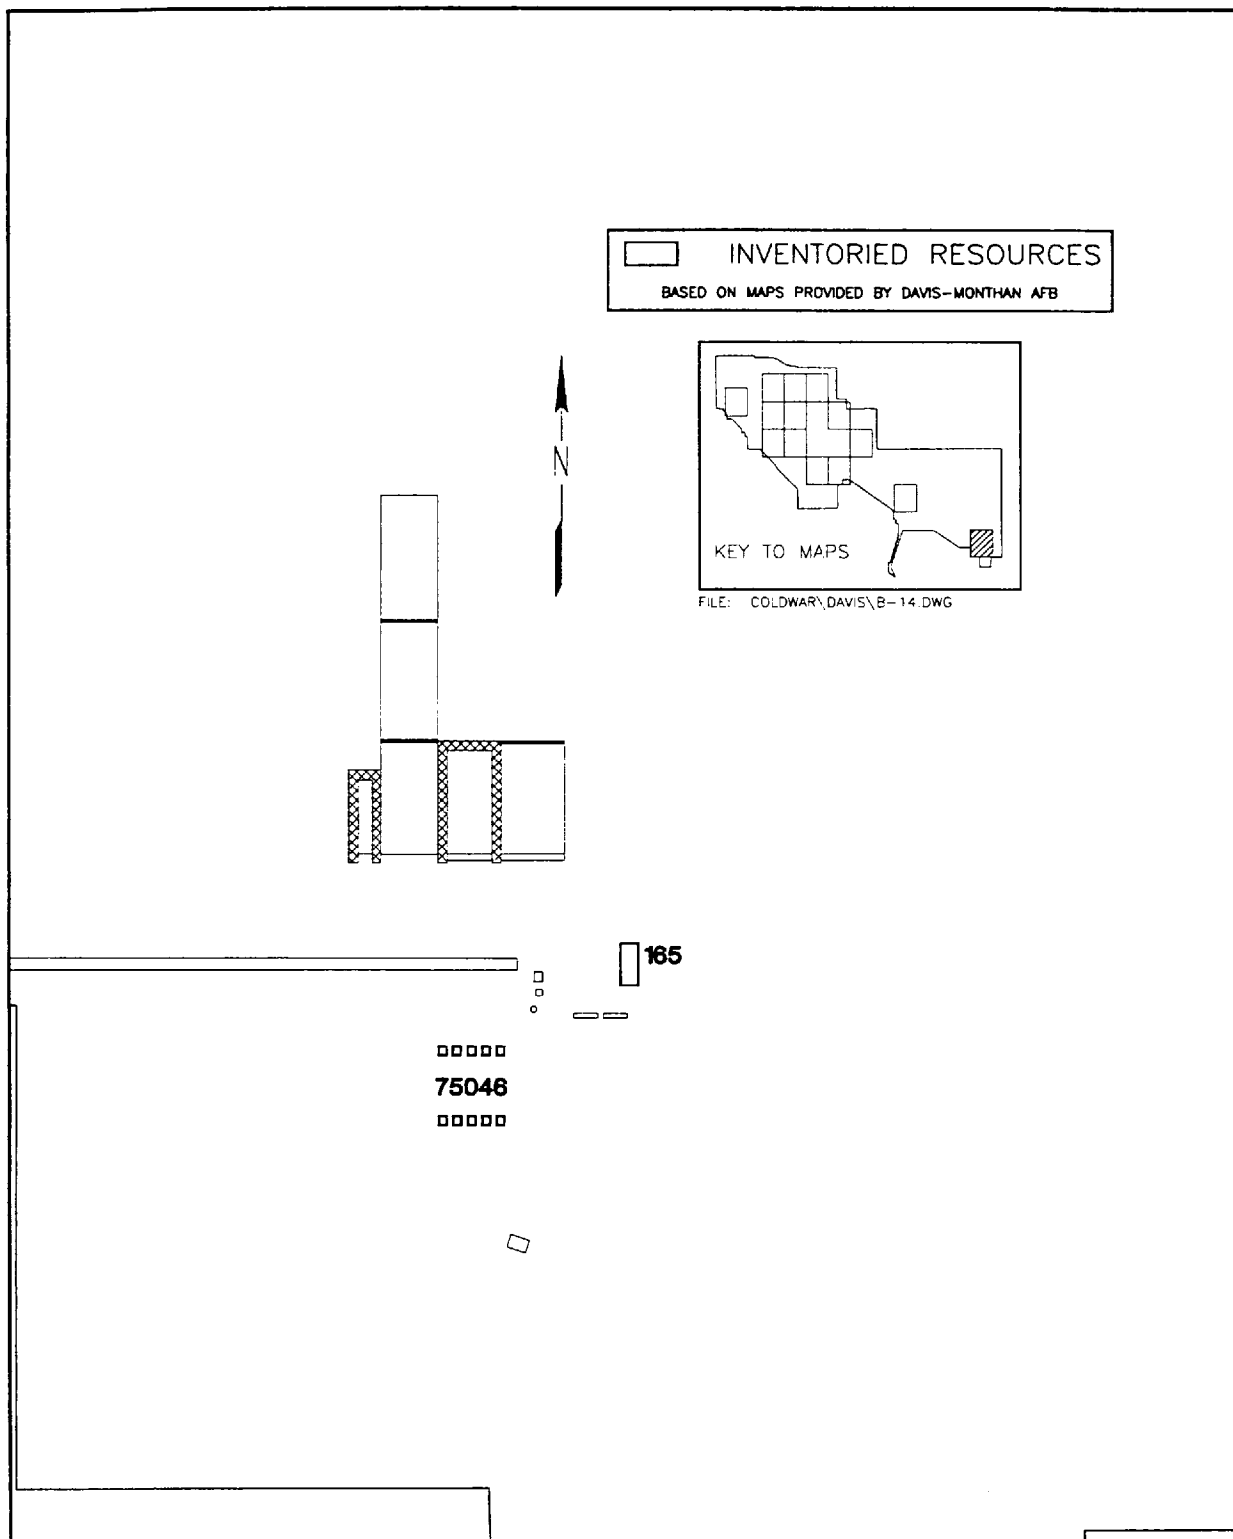 INVENTORIED RESOURCES
BASED ON MAPS PROVIDED BY DAVIS-MONTHAN AFB
N
KEY TO MAPS
FILE: COLDWAR\DAVIS\B-14.DWG
165
75046